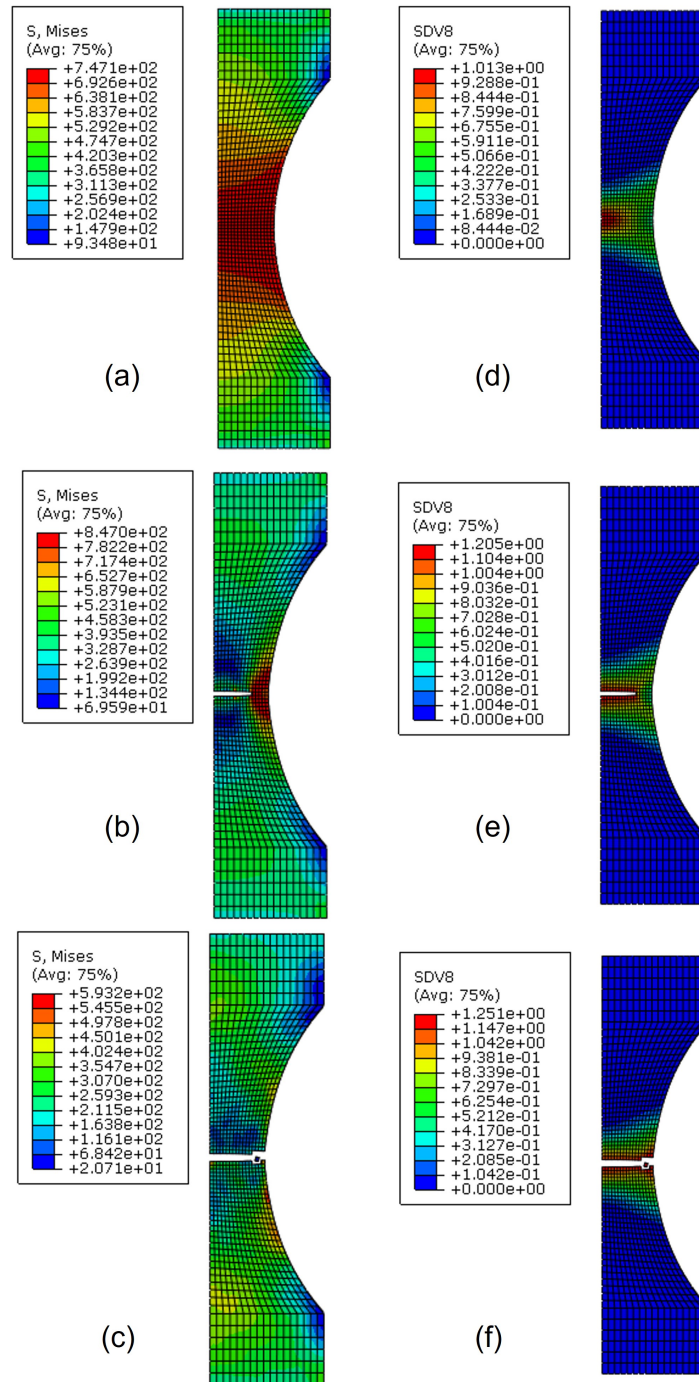 S, Mises
(Avg: 75%)
+7.471e+02
+6.926e+02
+6.381e+02
+5.837e+02
+5.292e+02
+4.747e+02
+4.203e+02
+3.658e+02
+3.113e+02
+2.569e+02
+2.024e+02
+1.479e+02
+9.348e+01
(a)
SDV8
(Avg: 75%)
+1.013e+00
+9.288e-01
+8.444e-01
+7.599e-01
+6.755e-01
+5.911e-01
+5.066e-01
+4.222e-01
+3.377e-01
+2.533e-01
+1.689e-01
+8.444e-02
+0.000e+00
(d)
S, Mises
(Avg: 75%)
+8.470e+02
+7.822e+02
+7.174e+02
+6.527e+02
+5.879e+02
+5.231e+02
+4.583e+02
+3.935e+02
+3.287e+02
+2.639e+02
+1.992e+02
+1.344e+02
+6.959e+01
(b)
SDV8
(Avg: 75%)
+1.205e+00
+1.104e+00
+1.004e+00
+9.036e-01
+8.032e-01
+7.028e-01
+6.024e-01
+5.020e-01
+4.016e-01
+3.012e-01
+2.008e-01
+1.004e-01
+0.000e+00
(e)
S, Mises
(Avg: 75%)
+5.932e+02
+5.455e+02
+4.978e+02
+4.501e+02
+4.024e+02
+3.547e+02
+3.070e+02
+2.593e+02
+2.115e+02
+1.638e+02
+1.161e+02
+6.842e+01
+2.071e+01
(c)
SDV8
(Avg: 75%)
+1.251e+00
+1.147e+00
+1.042e+00
+9.381e-01
+8.339e-01
+7.297e-01
+6.254e-01
+5.212e-01
+4.170e-01
+3.127e-01
+2.085e-01
+1.042e-01
+0.000e+00
(f)